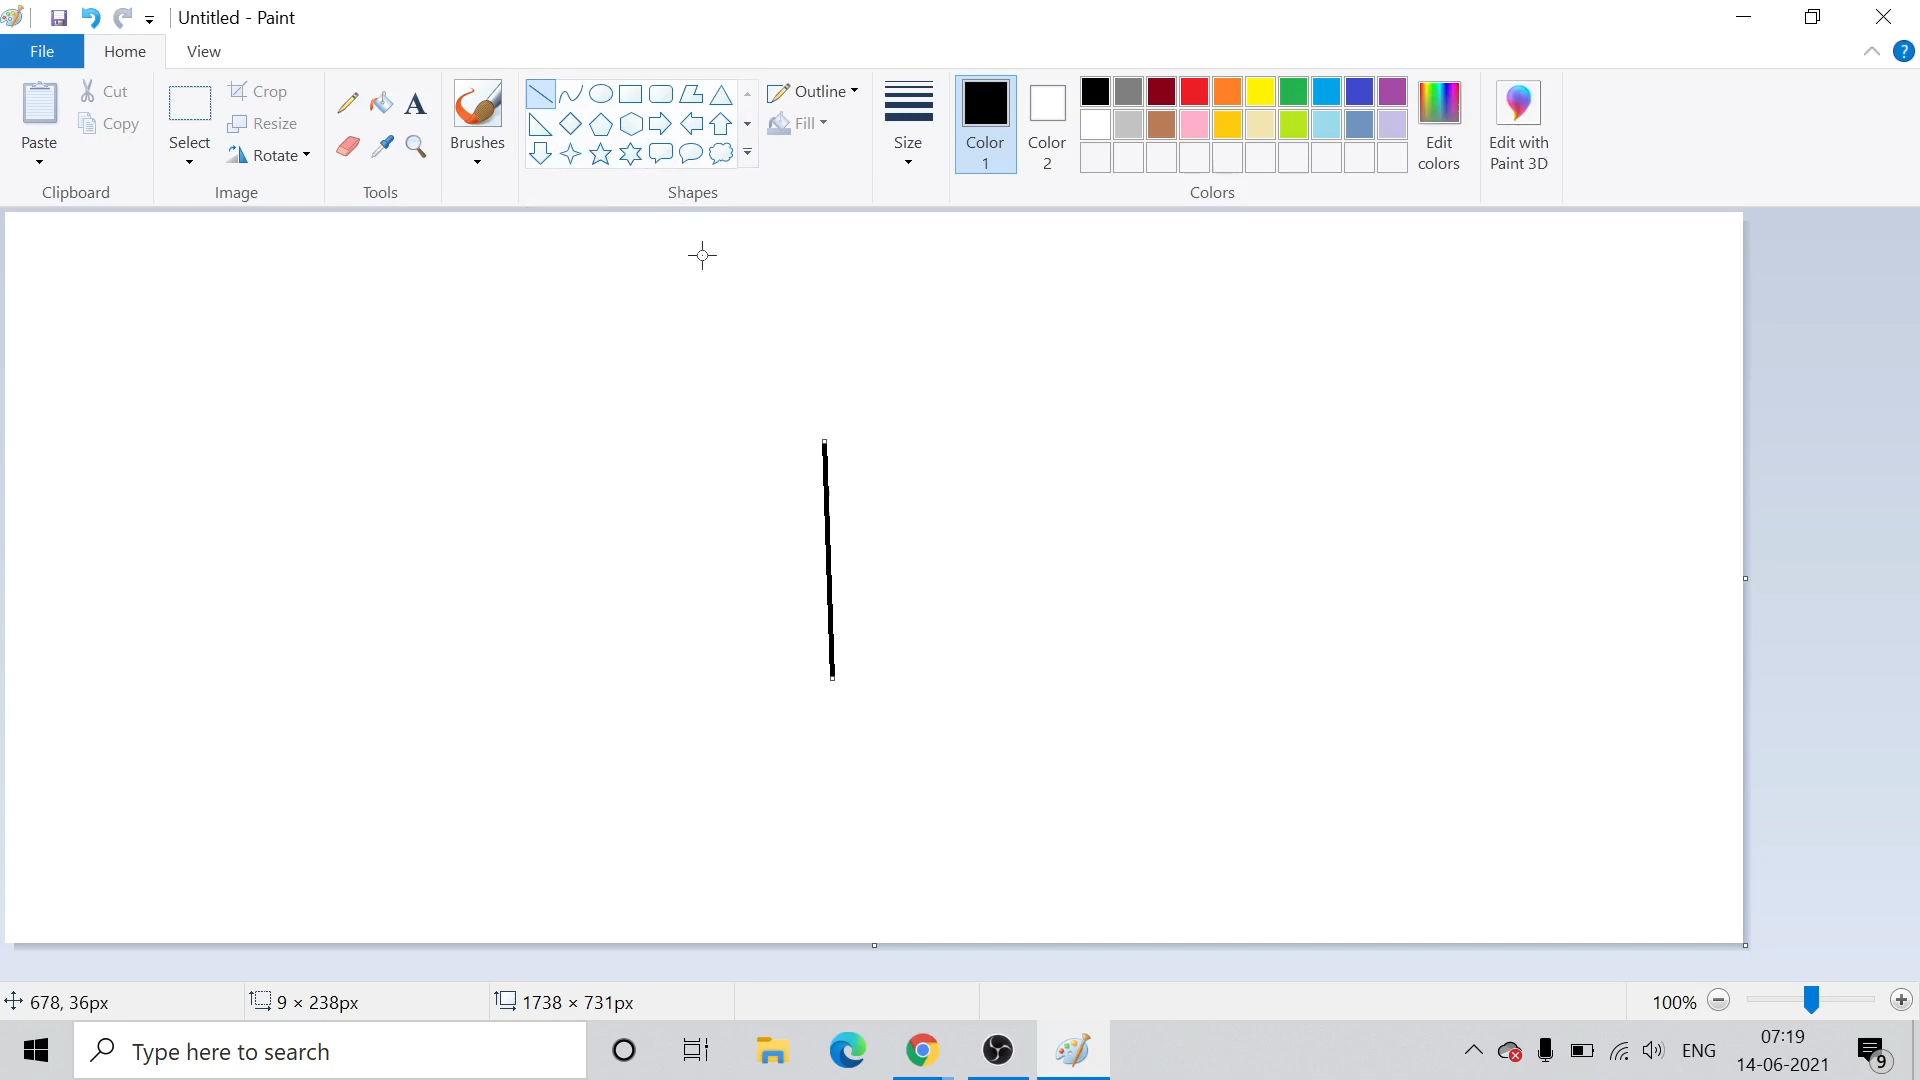 Untitled - Paint
File Home View
Paste Cut Copy Clipboard
Select Crop Resize Rotate Image
Tools
Brushes
Shapes
Outline Fill
Size
Color 1
Color 2
Edit colors
Colors
Edit with Paint 3D
678, 36px
9 × 238px
1738 × 731px
100%
Type here to search
ENG
07:19
14-06-2021
9